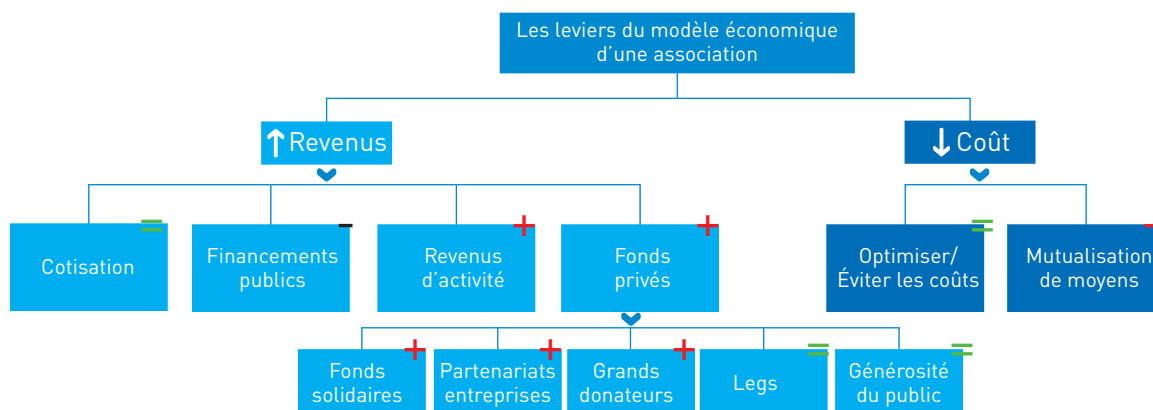 Les leviers du modèle économique
d'une association
↑ Revenus
↓ Coût
=
-
+
+
=
-
Cotisation
Financements
publics
Revenus
d'activité
Fonds
privés
Optimiser/
Éviter les coûts
Mutualisation
de moyens
+
+
+
=
=
Fonds
solidaires
Partenariats
entreprises
Grands
donateurs
Legs
Générosité
du public